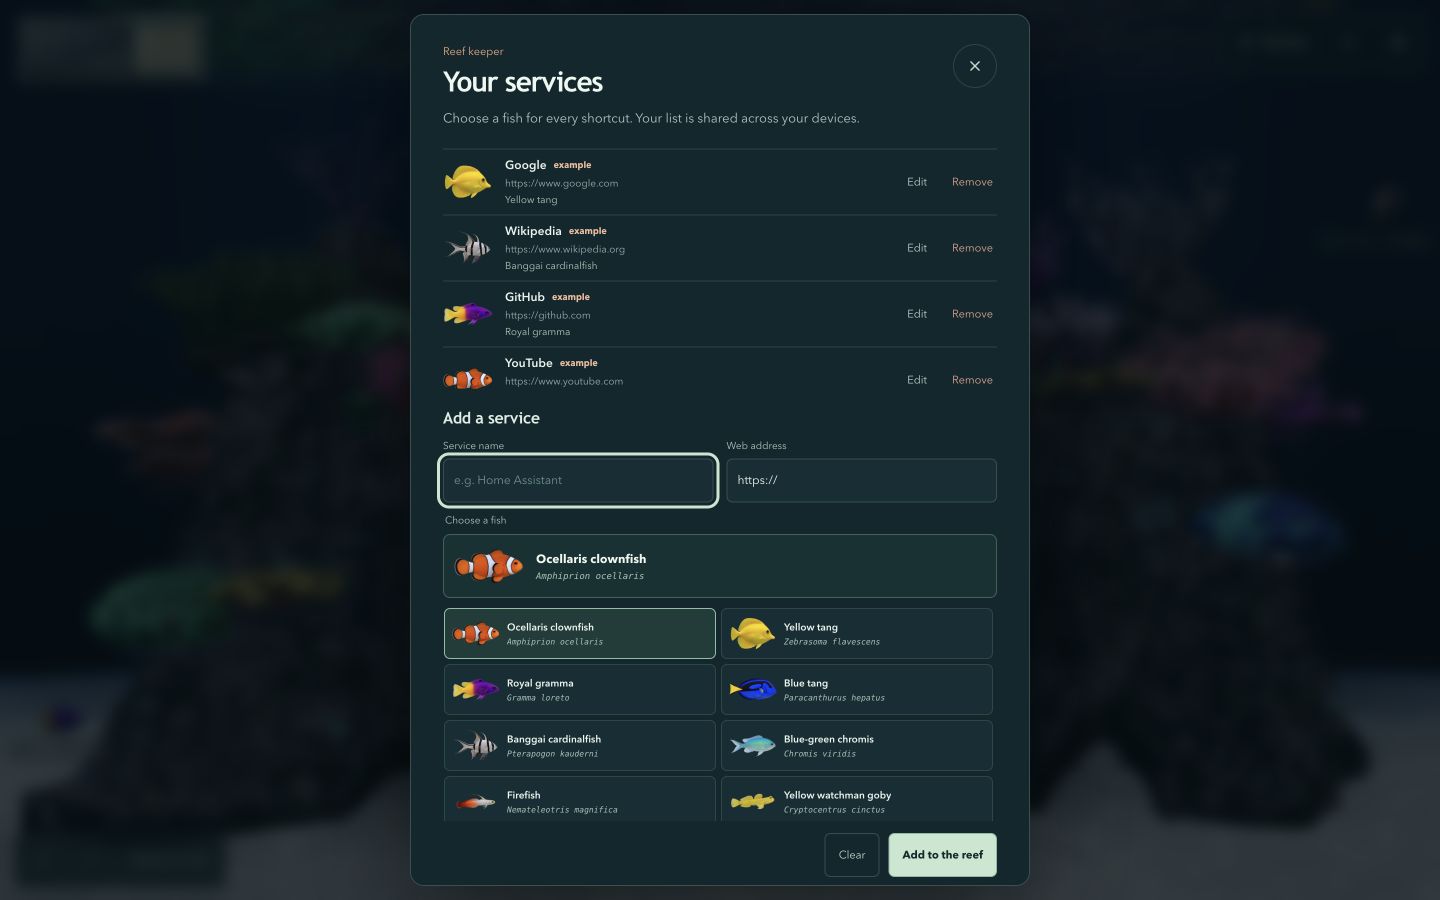 Reef keeper
Your services
Choose a fish for every shortcut. Your list is shared across your devices.
Google example
https://www.google.com
Yellow tang
Edit
Remove
Wikipedia example
https://www.wikipedia.org
Banggai cardinalfish
Edit
Remove
GitHub example
https://github.com
Royal gramma
Edit
Remove
YouTube example
https://www.youtube.com
Edit
Remove
Add a service
Service name
Web address
e.g. Home Assistant
https://
Choose a fish
Ocellaris clownfish
Amphiprion ocellaris
Ocellaris clownfish
Amphiprion ocellaris
Yellow tang
Zebrasoma flavescens
Royal gramma
Gramma loreto
Blue tang
Paracanthurus hepatus
Banggai cardinalfish
Pterapogon kauderni
Blue-green chromis
Chromis viridis
Firefish
Nemateleotris magnifica
Yellow watchman goby
Cryptocentrus cinctus
Clear
Add to the reef